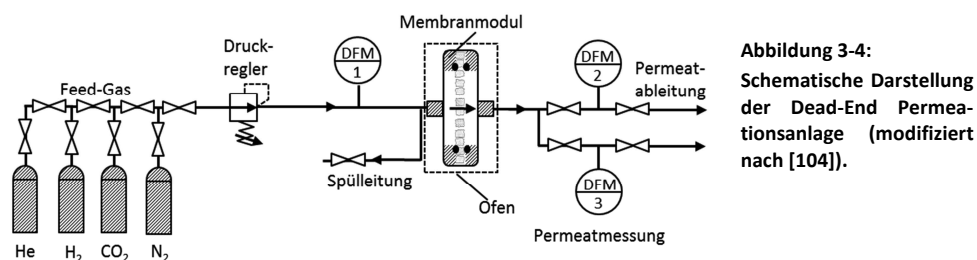 Membranmodul
Druck-
regler
DFM
1
DFM
2
Permeat-
ableitung
Feed-Gas
Spülleitung
Ofen
DFM
3
Permeatmessung
He
H₂
CO₂
N₂
Abbildung 3-4:
Schematische Darstellung
der Dead-End Permea-
tionsanlage (modifiziert
nach [104]).